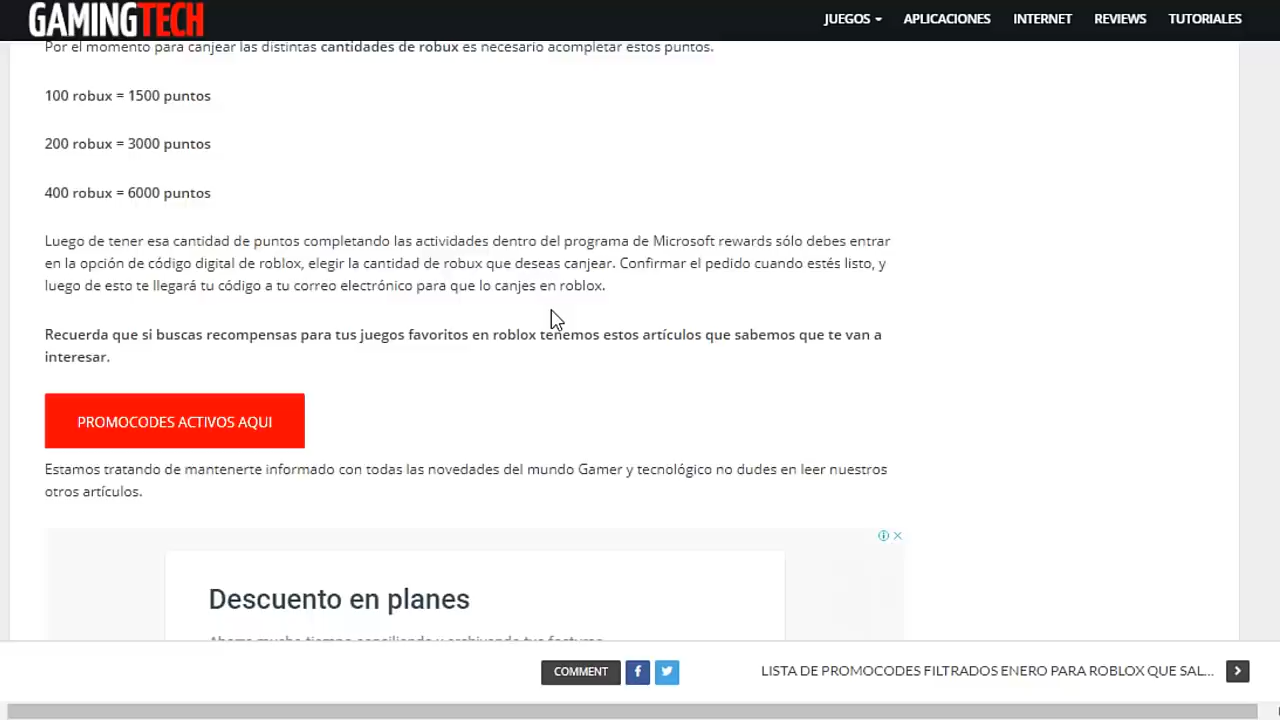 GAMINGTECH
JUEGOS
APLICACIONES
INTERNET
REVIEWS
TUTORIALES
Por el momento para canjear las distintas cantidades de robux es necesario acompletar estos puntos.
100 robux = 1500 puntos
200 robux = 3000 puntos
400 robux = 6000 puntos
Luego de tener esa cantidad de puntos completando las actividades dentro del programa de Microsoft rewards sólo debes entrar
en la opción de código digital de roblox, elegir la cantidad de robux que deseas canjear. Confirmar el pedido cuando estés listo, y
luego de esto te llegará tu código a tu correo electrónico para que lo canjes en roblox.
Recuerda que si buscas recompensas para tus juegos favoritos en roblox tenemos estos artículos que sabemos que te van a
interesar.
PROMOCODES ACTIVOS AQUI
Estamos tratando de mantenerte informado con todas las novedades del mundo Gamer y tecnológico no dudes en leer nuestros
otros artículos.
Descuento en planes
COMMENT
LISTA DE PROMOCODES FILTRADOS ENERO PARA ROBLOX QUE SAL...